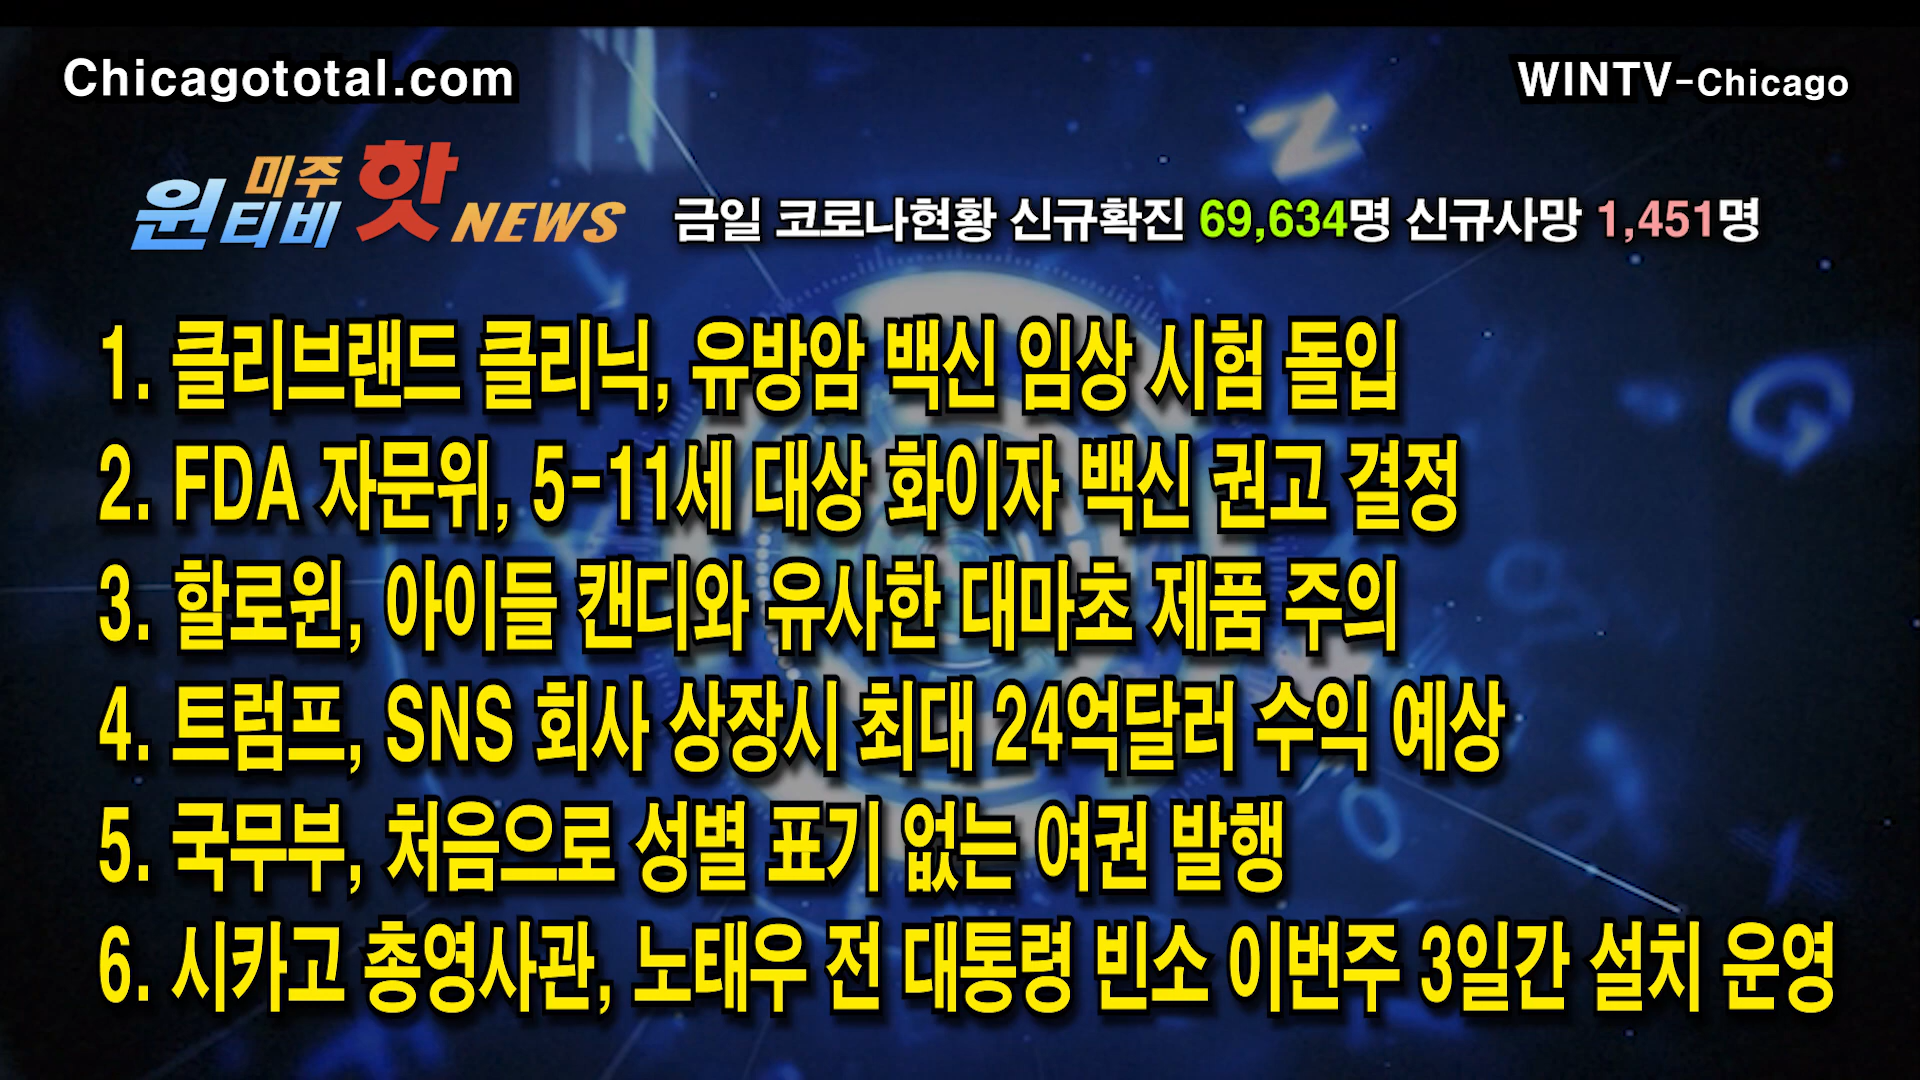 Chicagototal.com
WINTV-Chicago
미주 원티비 핫 NEWS
금일 코로나현황 신규확진 69,634명 신규사망 1,451명
1. 클리브랜드 클리닉, 유방암 백신 임상 시험 돌입
2. FDA 자문위, 5-11세 대상 화이자 백신 권고 결정
3. 할로윈, 아이들 캔디와 유사한 대마초 제품 주의
4. 트럼프, SNS 회사 상장시 최대 24억달러 수익 예상
5. 국무부, 처음으로 성별 표기 없는 여권 발행
6. 시카고 총영사관, 노태우 전 대통령 빈소 이번주 3일간 설치 운영